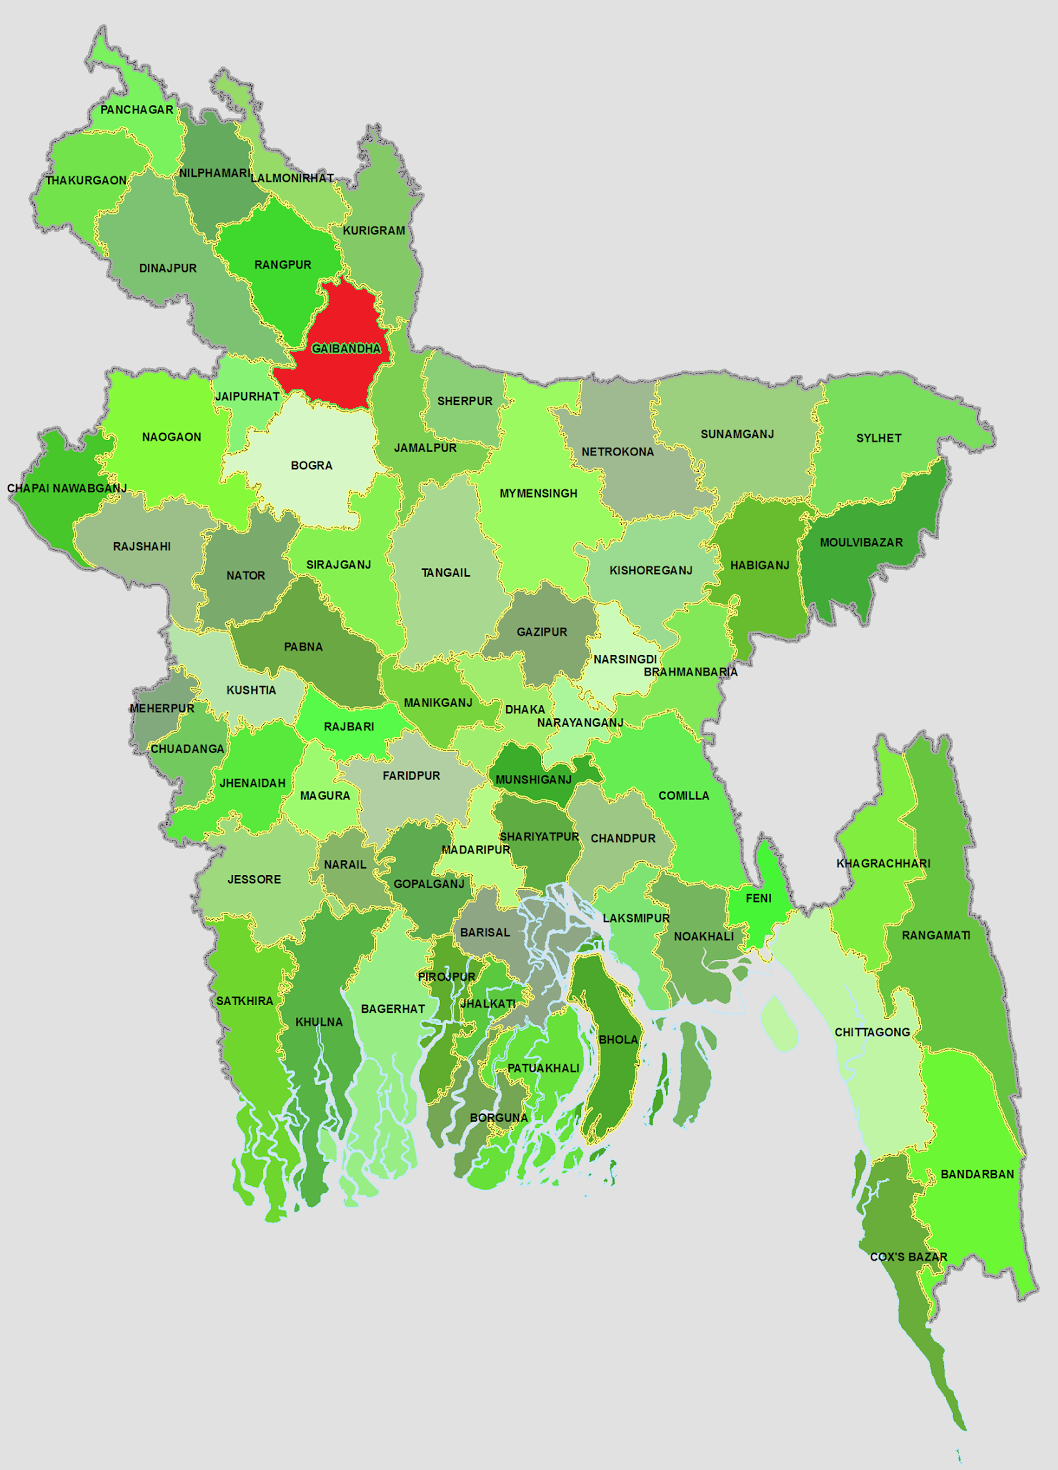 PANCHAGAR
THAKURGAON
NILPHAMARI
LALMONIRHAT
KURIGRAM
DINAJPUR
RANGPUR
GAIBANDHA
JAIPURHAT
SHERPUR
NAOGAON
BOGRA
JAMALPUR
NETROKONA
SUNAMGANJ
SYLHET
CHAPAI NAWABGANJ
MYMENSINGH
RAJSHAHI
NATOR
SIRAJGANJ
TANGAIL
KISHOREGANJ
HABIGANJ
MOULVIBAZAR
PABNA
GAZIPUR
NARSINGDI
BRAHMANBARIA
KUSHTIA
MEHERPUR
MANIKGANJ
DHAKA
NARAYANGANJ
RAJBARI
CHUADANGA
JHENAIDAH
MAGURA
FARIDPUR
MUNSHIGANJ
COMILLA
SHARIYATPUR
CHANDPUR
MADARIPUR
KHAGRACHHARI
JESSORE
NARAIL
GOPALGANJ
FENI
LAKSMIPUR
BARISAL
NOAKHALI
RANGAMATI
PIROJPUR
SATKHIRA
KHULNA
BAGERHAT
JHALKATI
CHITTAGONG
BHOLA
PATUAKHALI
BORGUNA
BANDARBAN
COX'S BAZAR